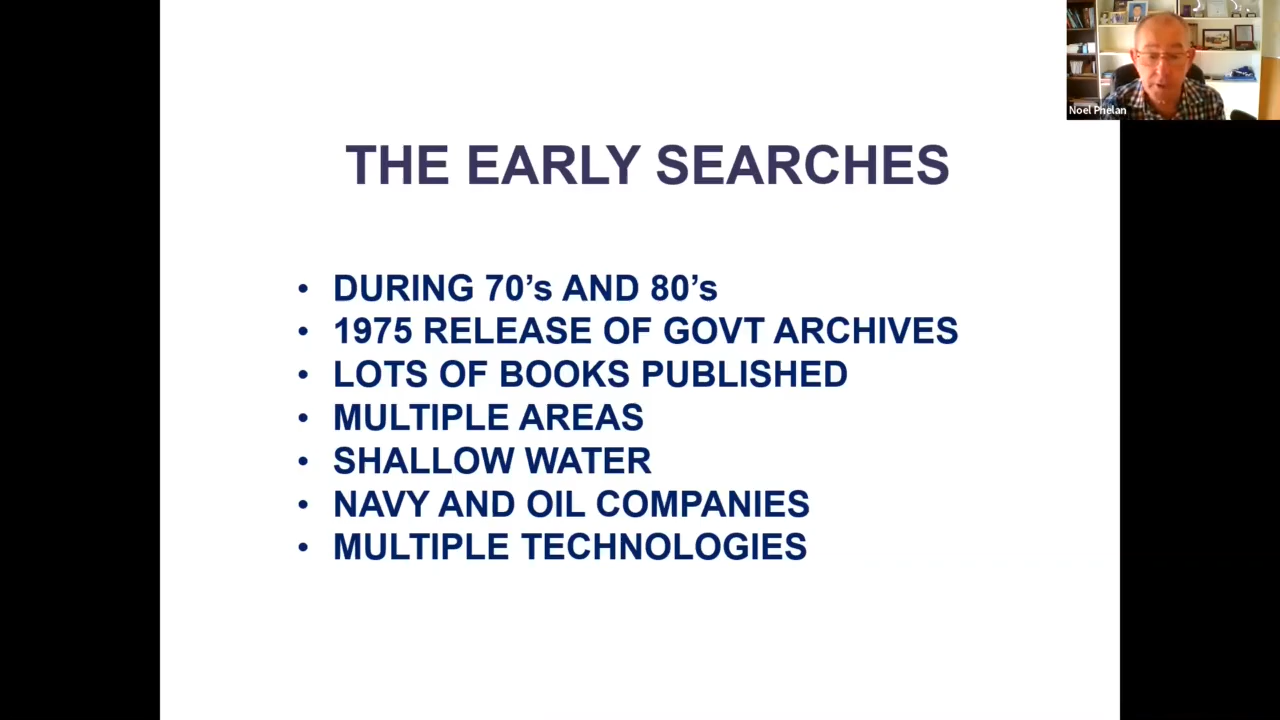 Noel Phelan
THE EARLY SEARCHES
• DURING 70’s AND 80’s
• 1975 RELEASE OF GOVT ARCHIVES
• LOTS OF BOOKS PUBLISHED
• MULTIPLE AREAS
• SHALLOW WATER
• NAVY AND OIL COMPANIES
• MULTIPLE TECHNOLOGIES